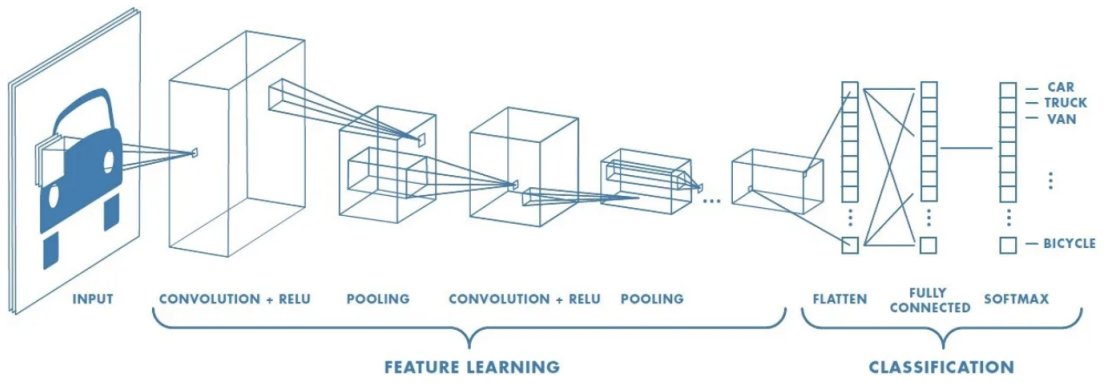 CAR
TRUCK
VAN
BICYCLE
INPUT
CONVOLUTION + RELU
POOLING
CONVOLUTION + RELU
POOLING
FLATTEN
FULLY
CONNECTED
SOFTMAX
FEATURE LEARNING
CLASSIFICATION